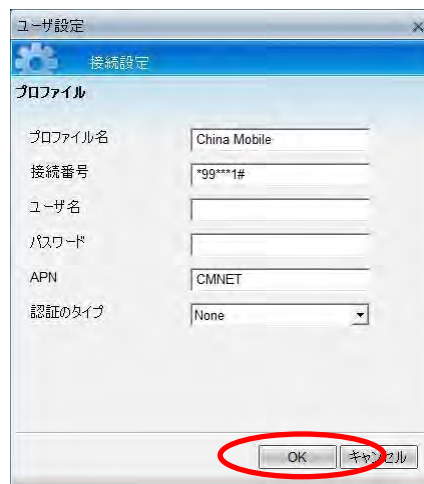 ユーザ設定
接続設定
プロファイル
プロファイル名 China Mobile
接続番号 *99***1#
ユーザ名
パスワード
APN CMNET
認証のタイプ None
OK キャンセル